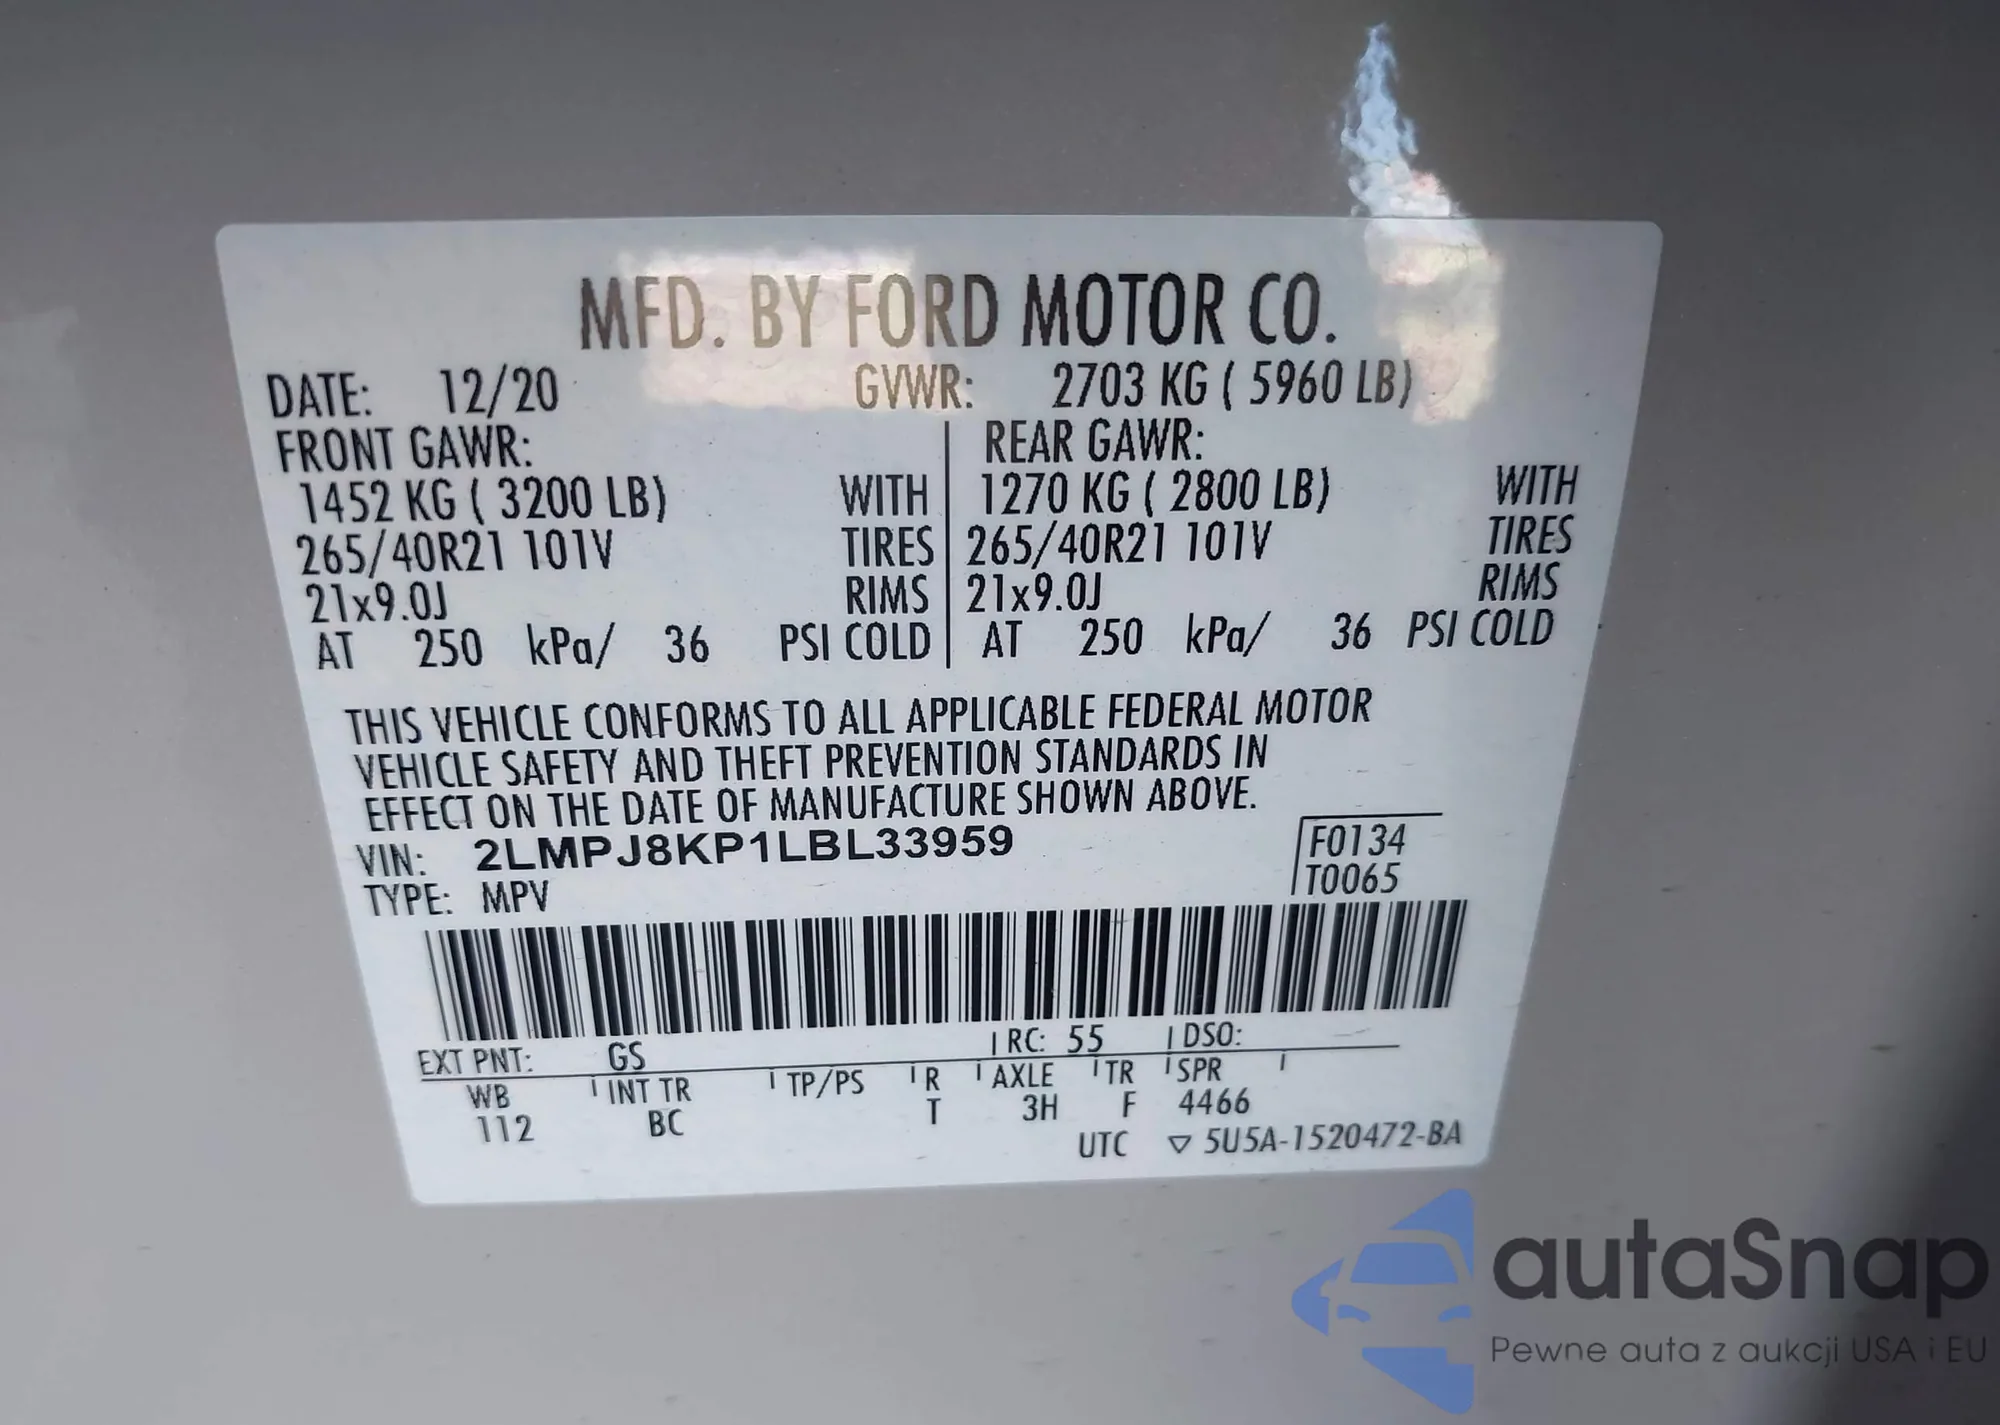 MFD. BY FORD MOTOR CO.
DATE: 12/20 GVWR: 2703 KG ( 5960 LB)
FRONT GAWR: REAR GAWR:
1452 KG ( 3200 LB) WITH 1270 KG ( 2800 LB) WITH
265/40R21 101V TIRES 265/40R21 101V TIRES
21x9.0J RIMS 21x9.0J RIMS
AT 250 kPa/ 36 PSI COLD AT 250 kPa/ 36 PSI COLD
THIS VEHICLE CONFORMS TO ALL APPLICABLE FEDERAL MOTOR
VEHICLE SAFETY AND THEFT PREVENTION STANDARDS IN
EFFECT ON THE DATE OF MANUFACTURE SHOWN ABOVE.
VIN: 2LMPJ8KP1LBL33959 F0134
TYPE: MPV T0065
EXT PNT: GS RC: 55 DSO:
WB INT TR TP/PS R AXLE TR SPR
112 BC T 3H F 4466
UTC ▽ 5U5A-1520472-BA
autaSnap
Pewne auta z aukcji USA i EU